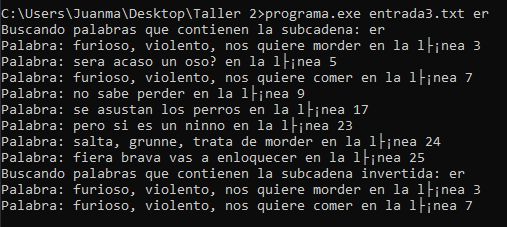 C:\Users\Juanma\Desktop\Taller 2>programa.exe entrada3.txt er
Buscando palabras que contienen la subcadena: er
Palabra: furioso, violento, nos quiere morder en la l├¡nea 3
Palabra: sera acaso un oso? en la l├¡nea 5
Palabra: furioso, violento, nos quiere comer en la l├¡nea 7
Palabra: no sabe perder en la l├¡nea 9
Palabra: se asustan los perros en la l├¡nea 17
Palabra: pero si es un ninno en la l├¡nea 23
Palabra: salta, grunne, trata de morder en la l├¡nea 24
Palabra: fiera brava vas a enloquecer en la l├¡nea 25
Buscando palabras que contienen la subcadena invertida: er
Palabra: furioso, violento, nos quiere morder en la l├¡nea 3
Palabra: furioso, violento, nos quiere comer en la l├¡nea 7